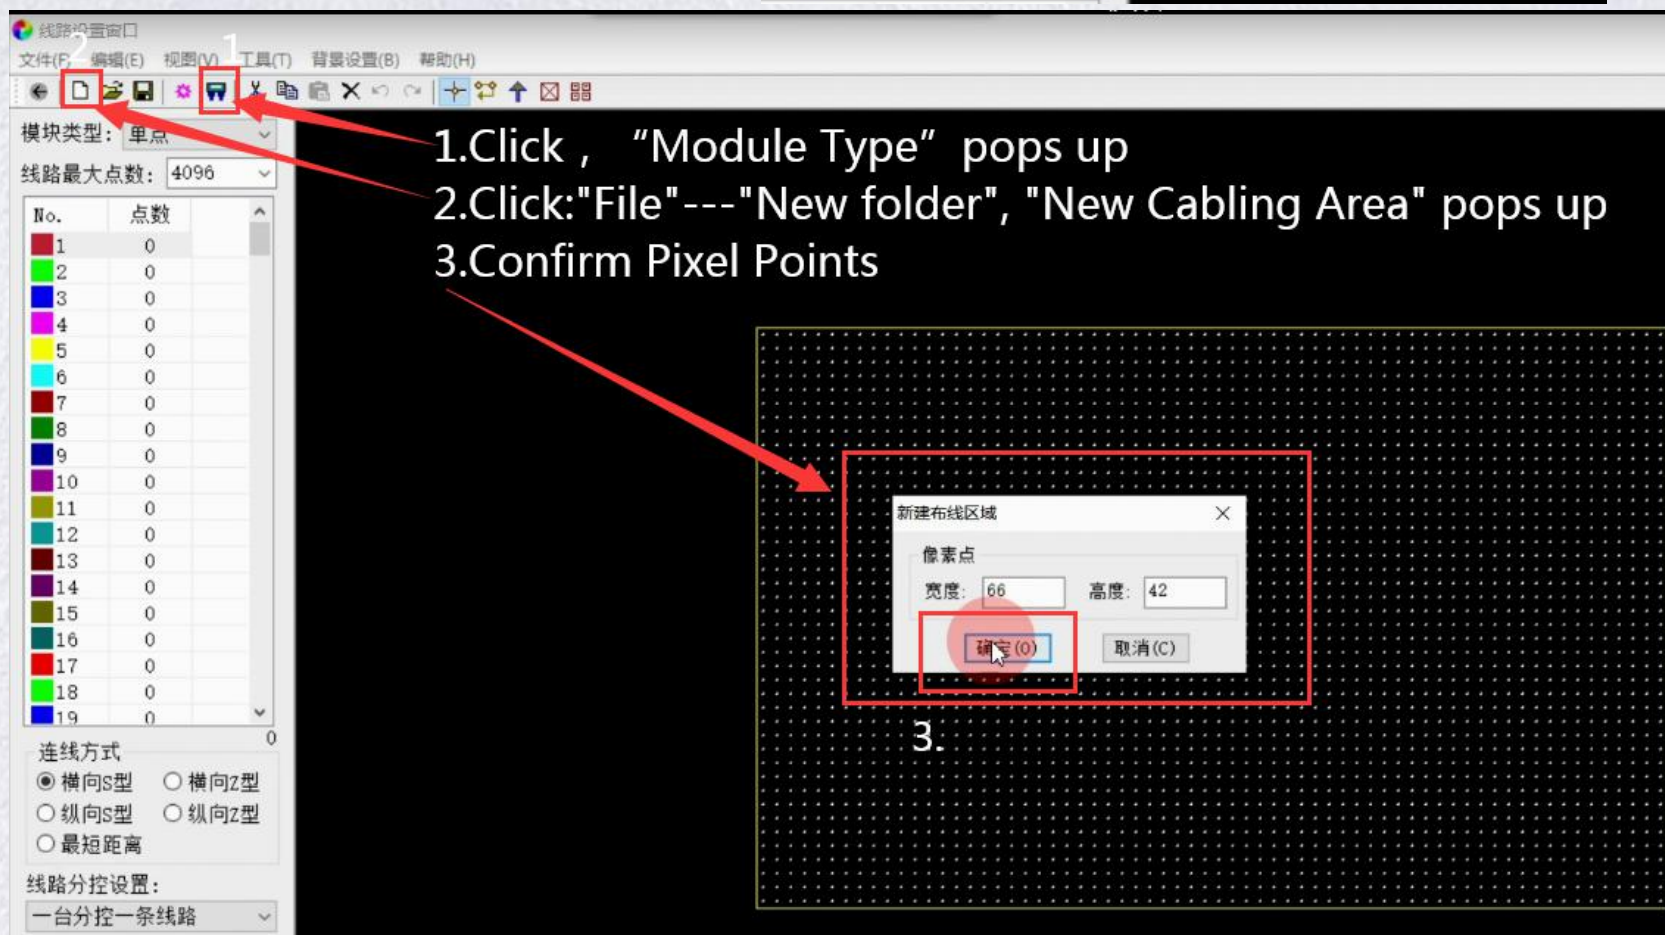 线路设置窗口
2
1
文件(F) 编辑(E) 视图(V) 工具(T) 背景设置(B) 帮助(H)
模块类型: 单点
线路最大点数: 4096
1.Click , “Module Type” pops up
2.Click:"File"---"New folder", "New Cabling Area" pops up
3.Confirm Pixel Points
No. 点数
1 0
2 0
3 0
4 0
5 0
6 0
7 0
8 0
9 0
10 0
11 0
12 0
13 0
14 0
15 0
16 0
17 0
18 0
19 0
0
新建布线区域
像素点
宽度: 66 高度: 42
确定(O) 取消(C)
3.
连线方式
横向S型 横向Z型
纵向S型 纵向Z型
最短距离
线路分控设置:
一台分控一条线路